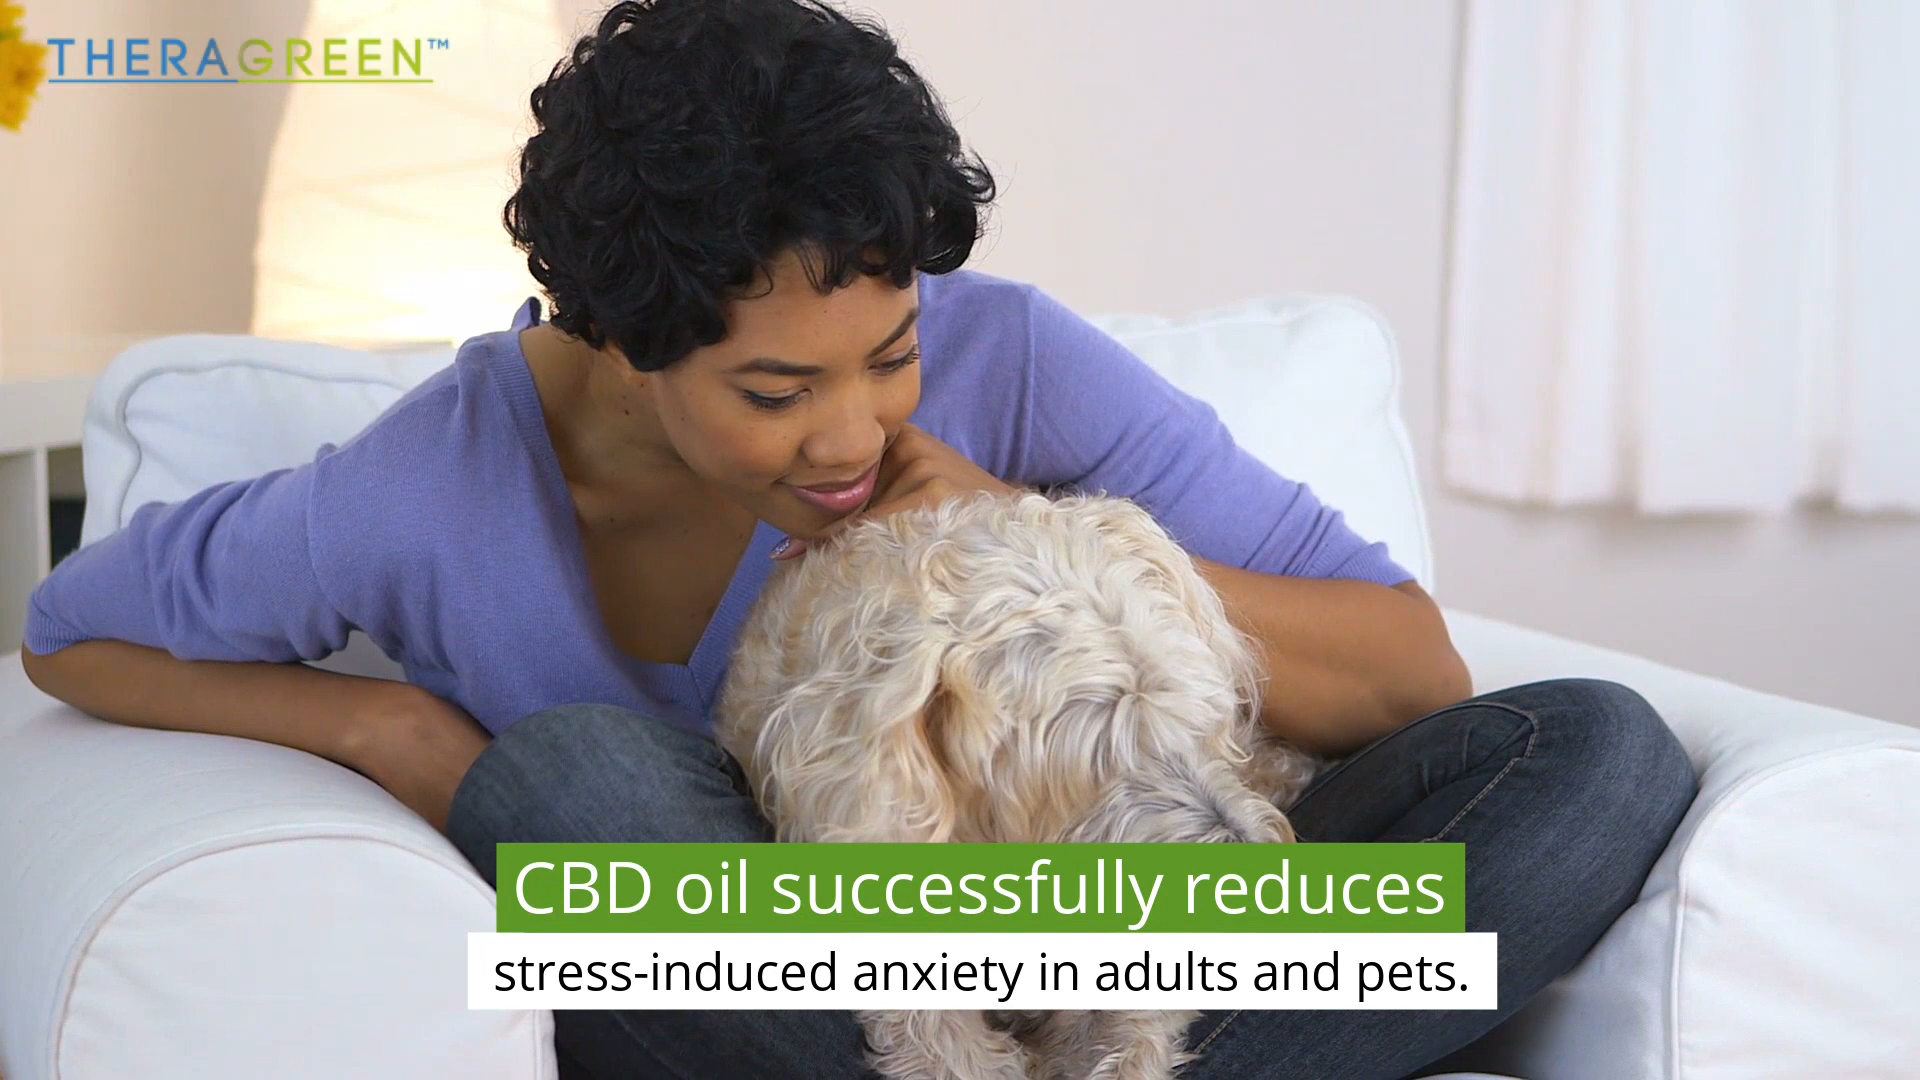 THERAGREEN™
CBD oil successfully reduces
stress-induced anxiety in adults and pets.